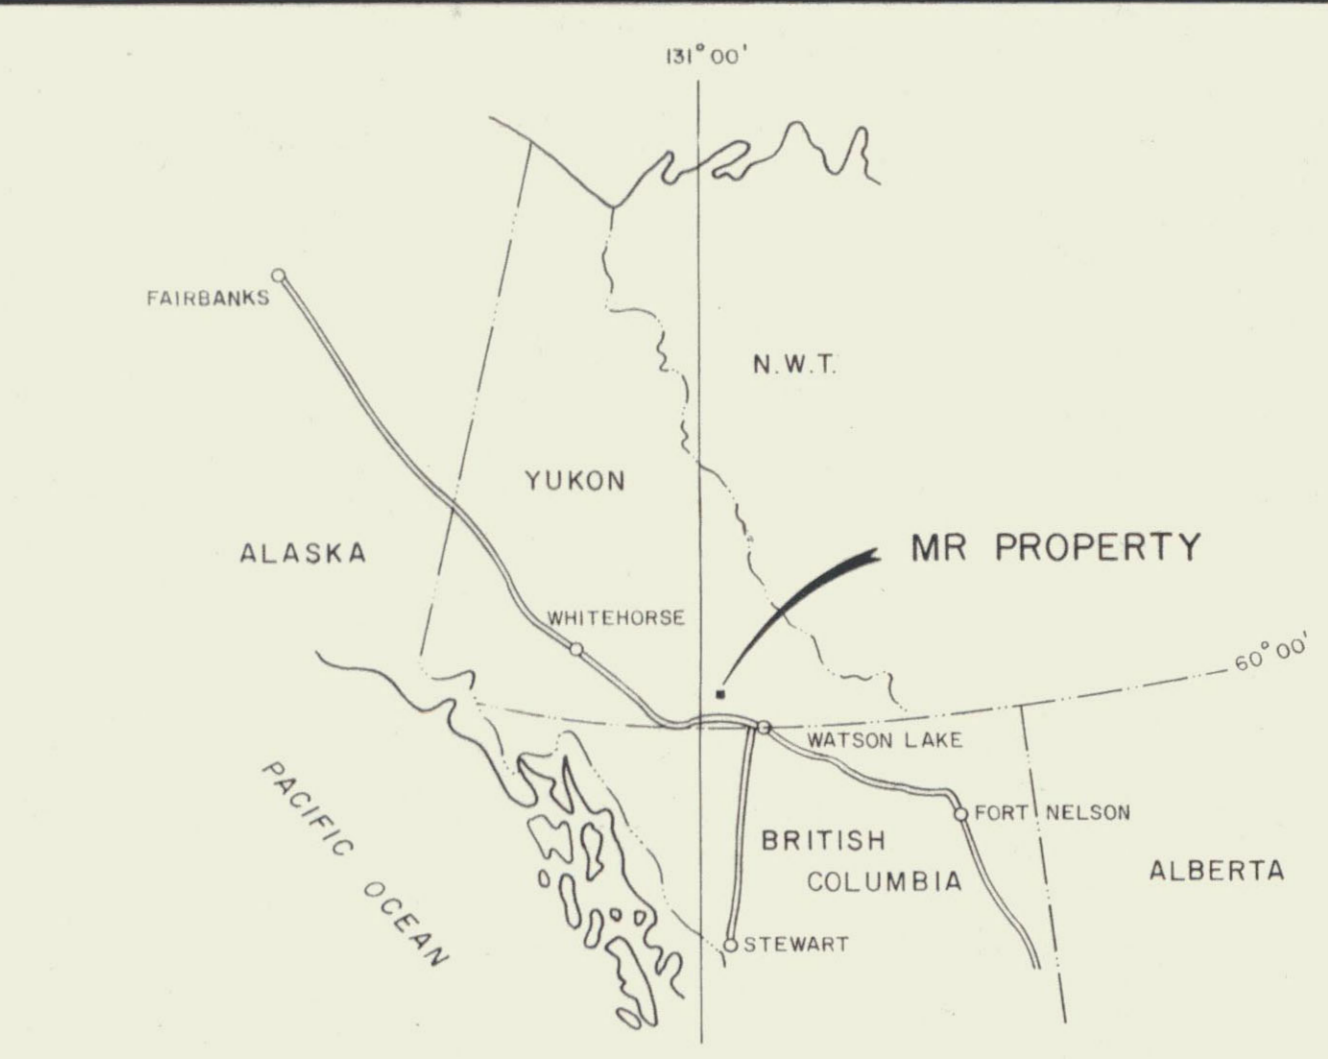 131° 00'
FAIRBANKS
N.W.T.
YUKON
ALASKA
MR PROPERTY
WHITEHORSE
60° 00'
WATSON LAKE
PACIFIC OCEAN
FORT NELSON
BRITISH
COLUMBIA
ALBERTA
STEWART